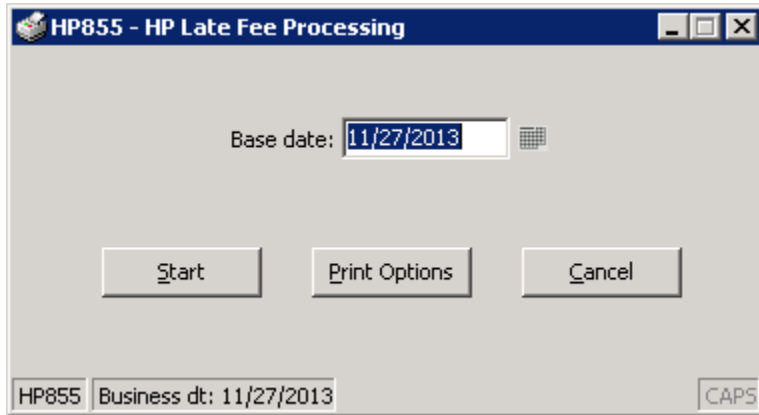 HP855 - HP Late Fee Processing
Base date: 11/27/2013
Start Print Options Cancel
HP855 Business dt: 11/27/2013 CAPS